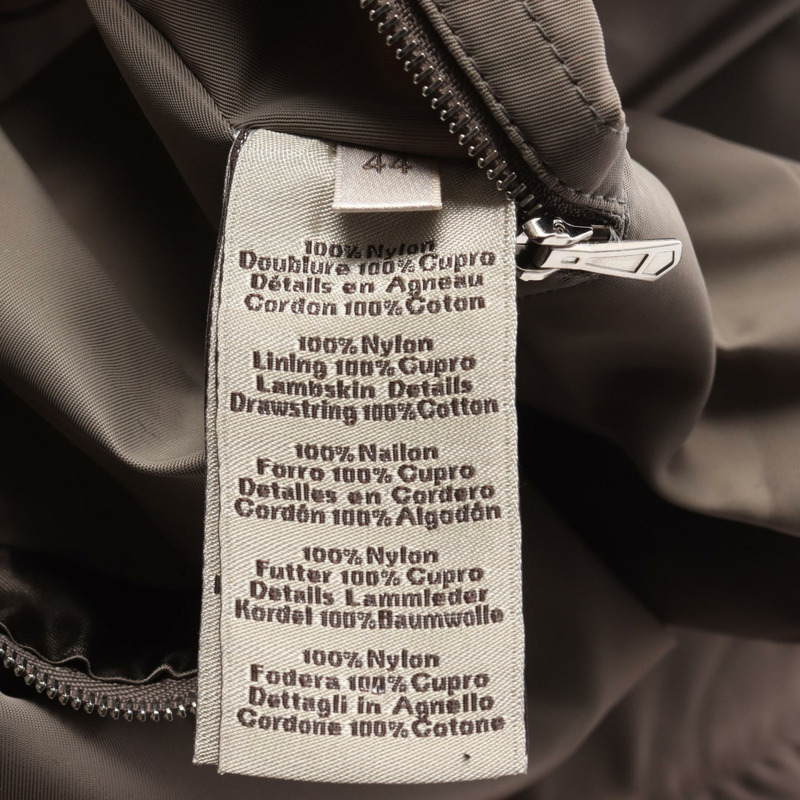 44
100% Nylon
Doublure 100% Cupro
Détails en Agneau
Cordon 100% Coton
100% Nylon
Lining 100% Cupro
Lambskin Details
Drawstring 100% Cotton
100% Nailon
Forro 100% Cupro
Detalles en Cordero
Cordón 100% Algodón
100% Nylon
Futter 100% Cupro
Details Lammleder
Kordel 100% Baumwolle
100% Nylon
Fodera 100% Cupro
Dettagli in Agnello
Cordone 100% Cotone